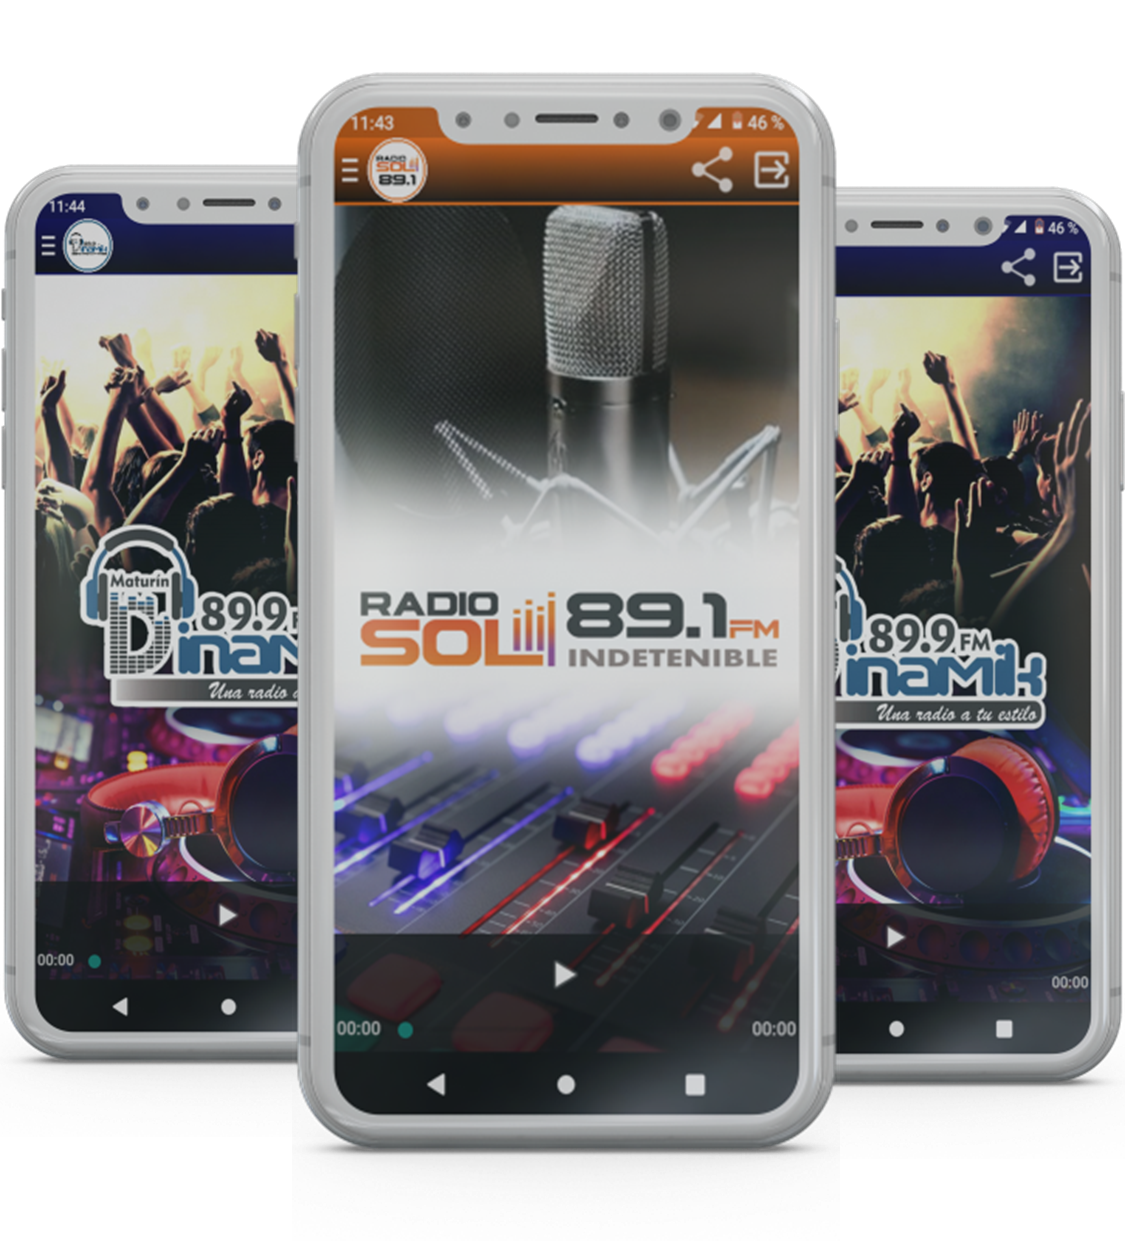 11:44
Maturín
89.9 F
Dinam
Una radio a
00:00
11:43
46 %
RADIO
SOL
89.1
RADIO
SOL
89.1 FM
INDETENIBLE
00:00
00:00
46 %
89.9 FM
Dinamik
Una radio a tu estilo
00:00